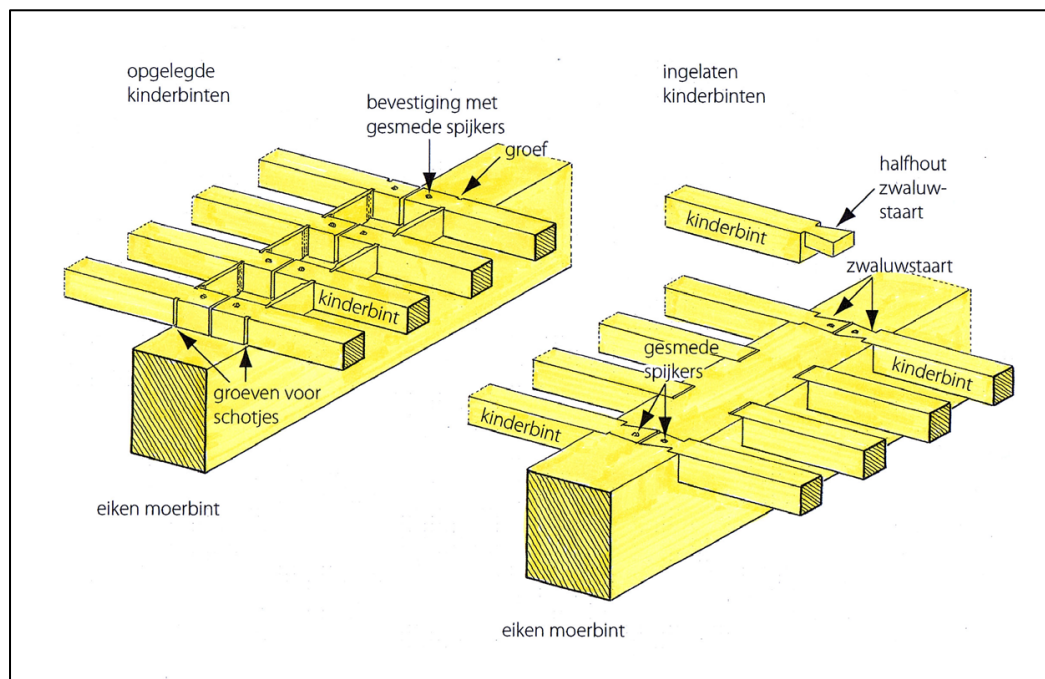 opgelegde
kinderbinten
bevestiging met
gesmede spijkers
groef
kinderbint
groeven voor
schotjes
eiken moerbint
ingelaten
kinderbinten
halfhout
zwaluw-
staart
kinderbint
zwaluwstaart
gesmede
spijkers
kinderbint
kinderbint
eiken moerbint